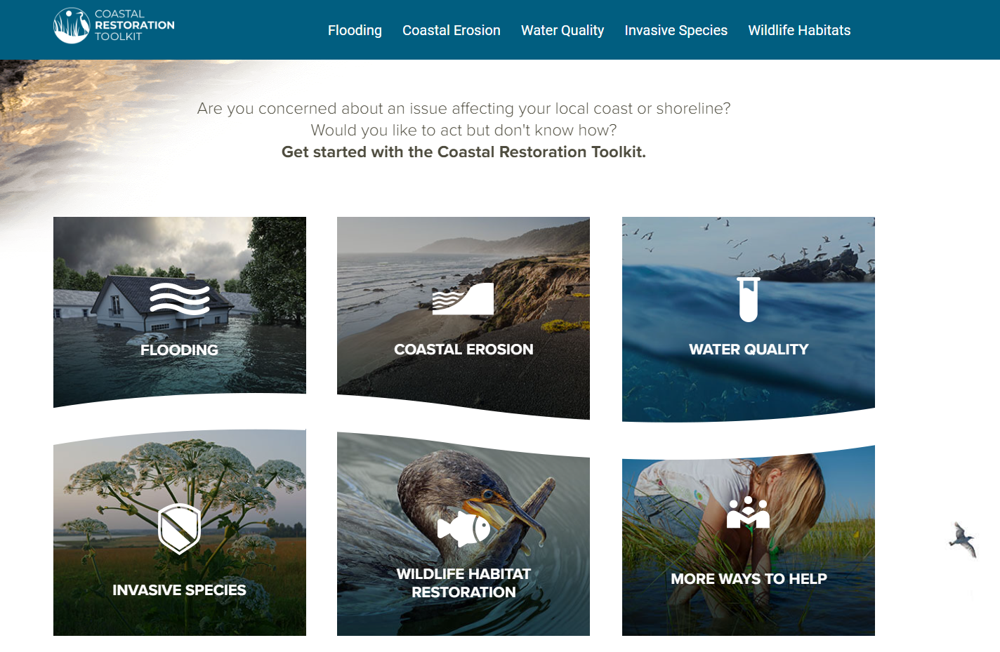 COASTAL
RESTORATION
TOOLKIT
Flooding
Coastal Erosion
Water Quality
Invasive Species
Wildlife Habitats
Are you concerned about an issue affecting your local coast or shoreline?
Would you like to act but don't know how?
Get started with the Coastal Restoration Toolkit.
FLOODING
COASTAL EROSION
WATER QUALITY
INVASIVE SPECIES
WILDLIFE HABITAT
RESTORATION
MORE WAYS TO HELP